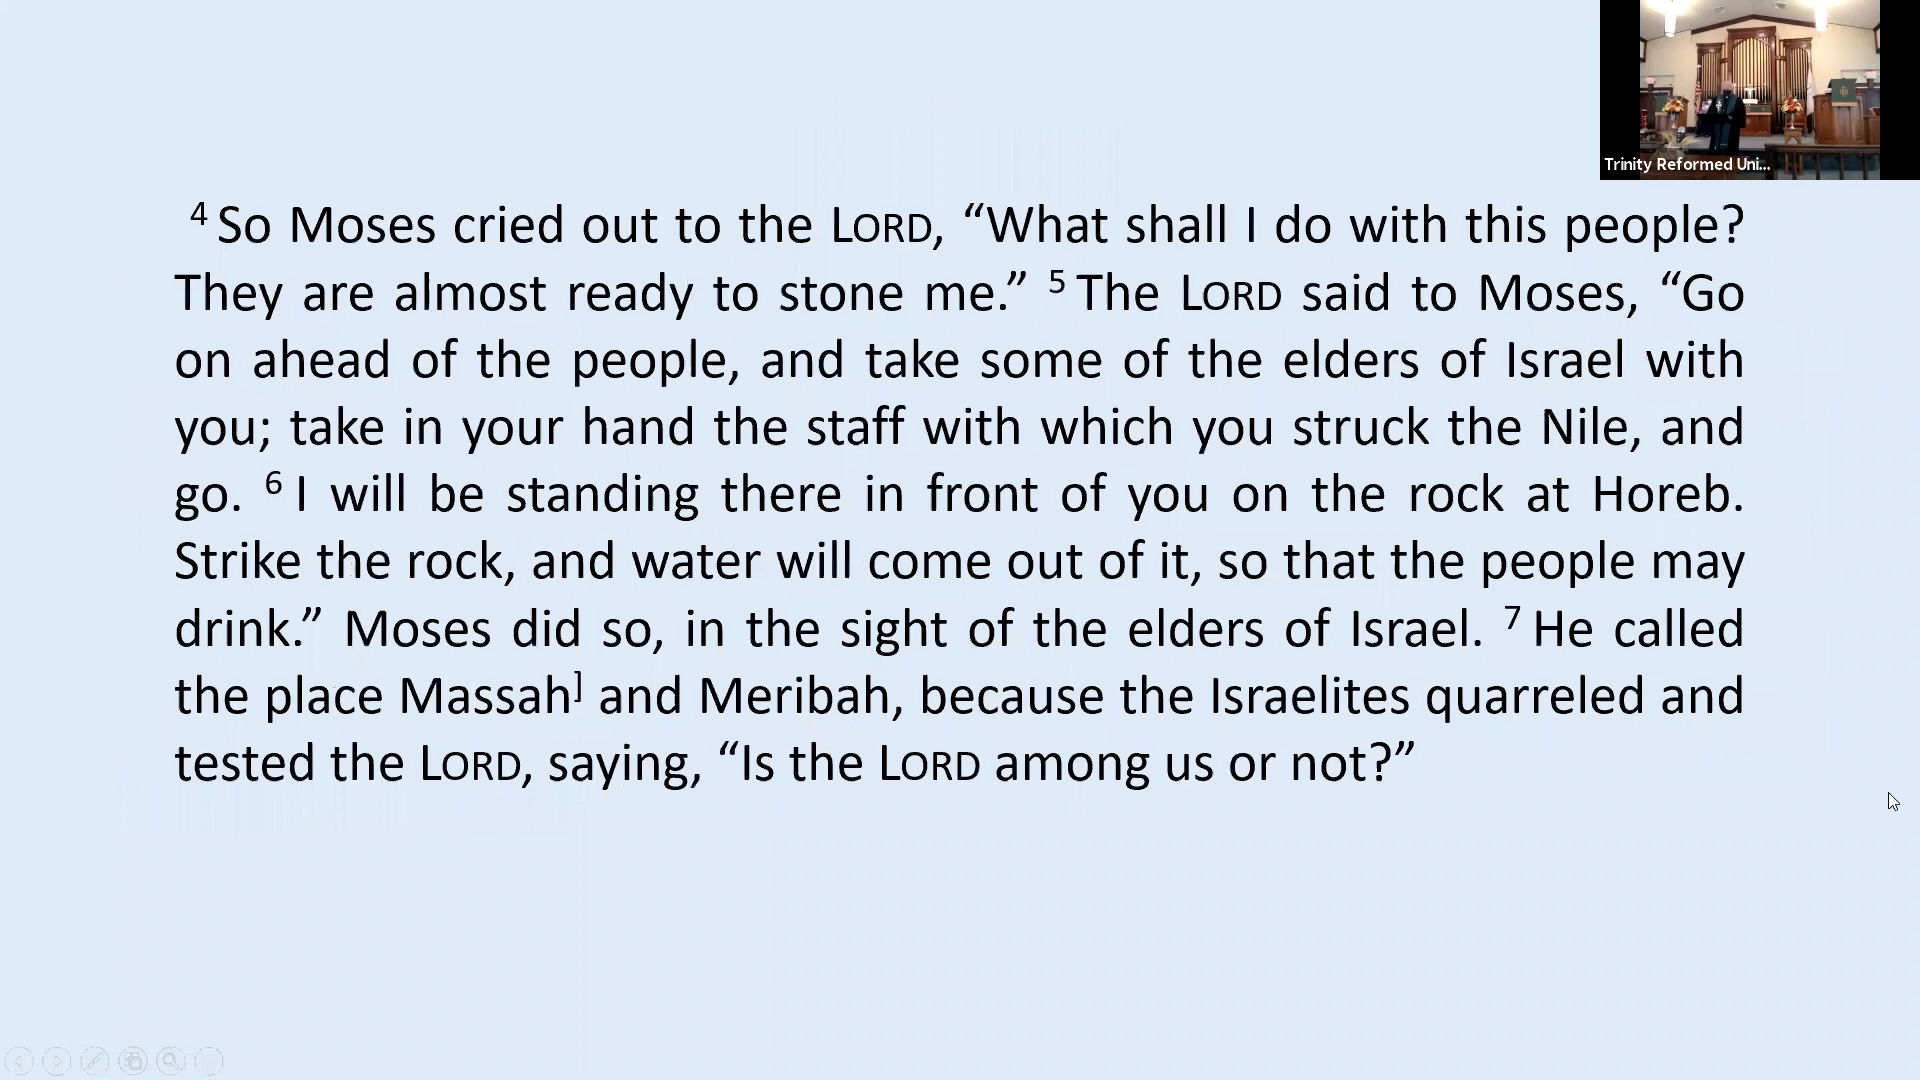 Trinity Reformed Uni...
⁴ So Moses cried out to the LORD, “What shall I do with this people?
They are almost ready to stone me.” ⁵ The LORD said to Moses, “Go
on ahead of the people, and take some of the elders of Israel with
you; take in your hand the staff with which you struck the Nile, and
go. ⁶ I will be standing there in front of you on the rock at Horeb.
Strike the rock, and water will come out of it, so that the people may
drink.” Moses did so, in the sight of the elders of Israel. ⁷ He called
the place Massah] and Meribah, because the Israelites quarreled and
tested the LORD, saying, “Is the LORD among us or not?”